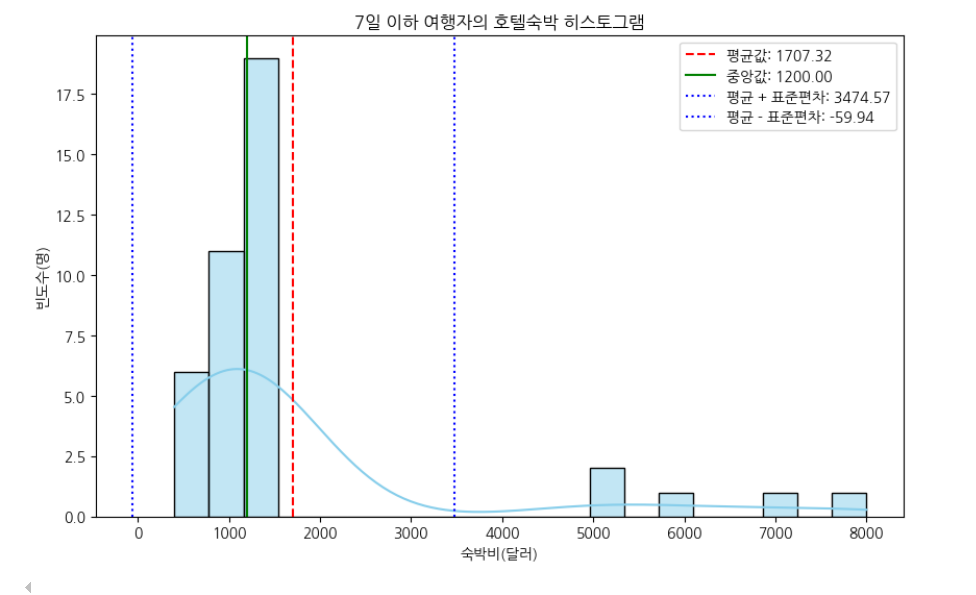 7일 이하 여행자의 호텔숙박 히스토그램
평균값: 1707.32
중앙값: 1200.00
평균 + 표준편차: 3474.57
평균 - 표준편차: -59.94
빈도수(명)
17.5
15.0
12.5
10.0
7.5
5.0
2.5
0.0
0 1000 2000 3000 4000 5000 6000 7000 8000
숙박비(달러)